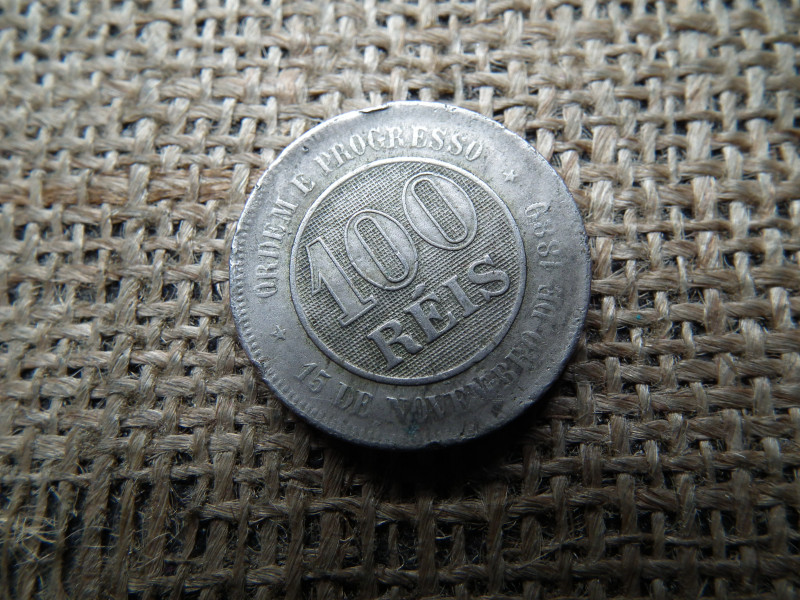 ORDEM E PROGRESSO
100
RÉIS
15 DE NOVEMBRO DE 1889